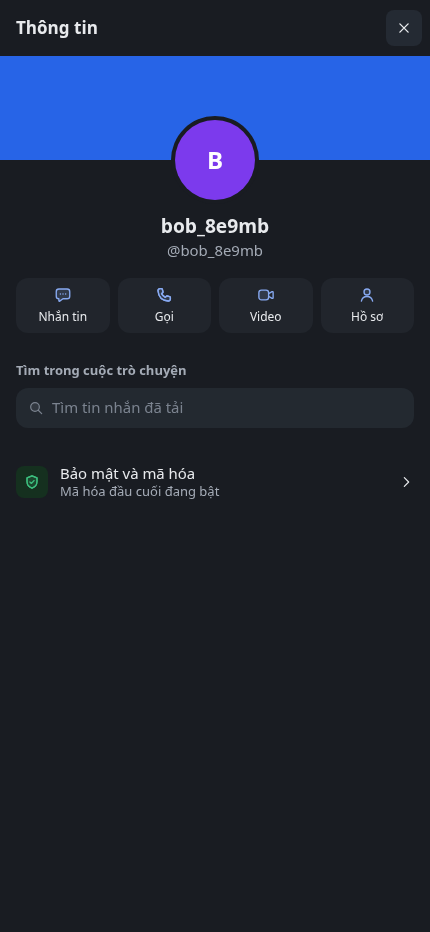 Thông tin
B
bob_8e9mb
@bob_8e9mb
Nhắn tin
Gọi
Video
Hồ sơ
Tìm trong cuộc trò chuyện
Tìm tin nhắn đã tải
Bảo mật và mã hóa
Mã hóa đầu cuối đang bật